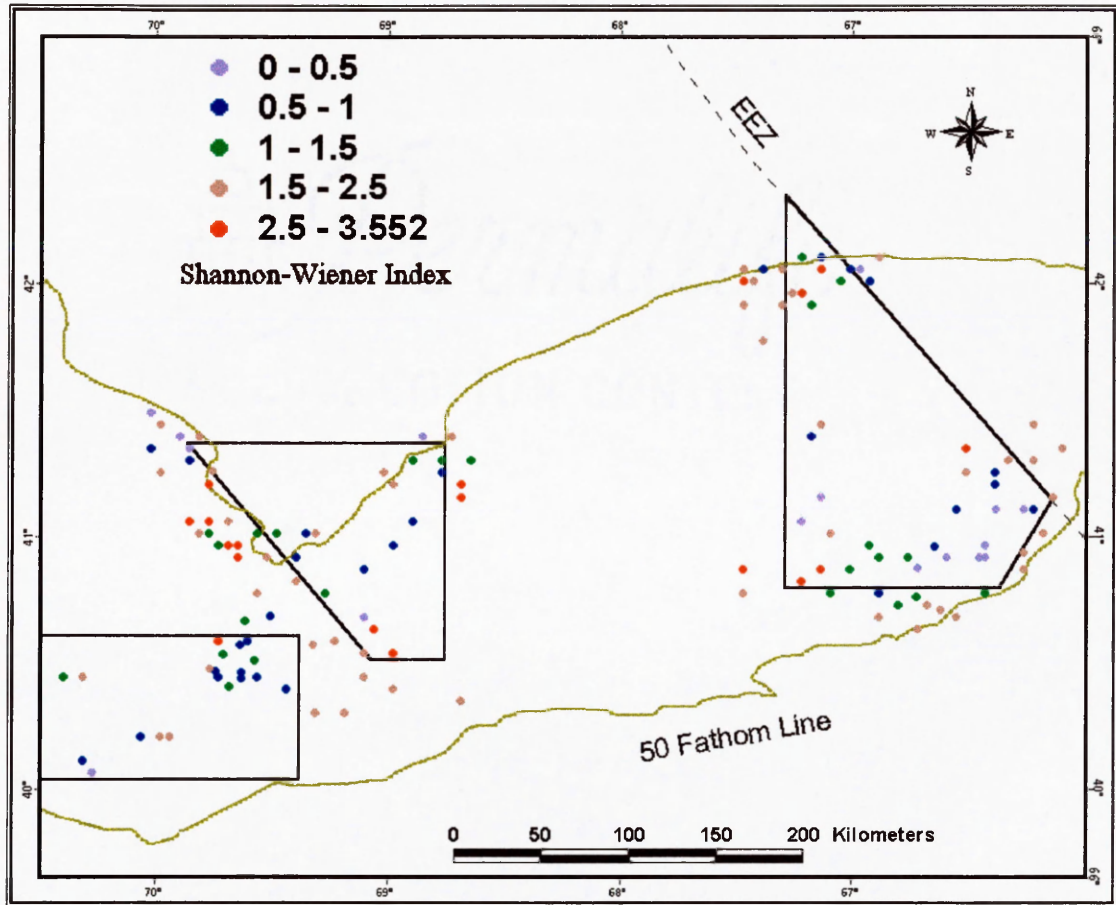 70° 69° 68° 67°
0 - 0.5
0.5 - 1
1 - 1.5
1.5 - 2.5
2.5 - 3.552
Shannon-Wiener Index
EEZ
N
W E
S
42° 42°
41° 41°
40° 40°
50 Fathom Line
0 50 100 150 200 Kilometers
70° 69° 68° 67°